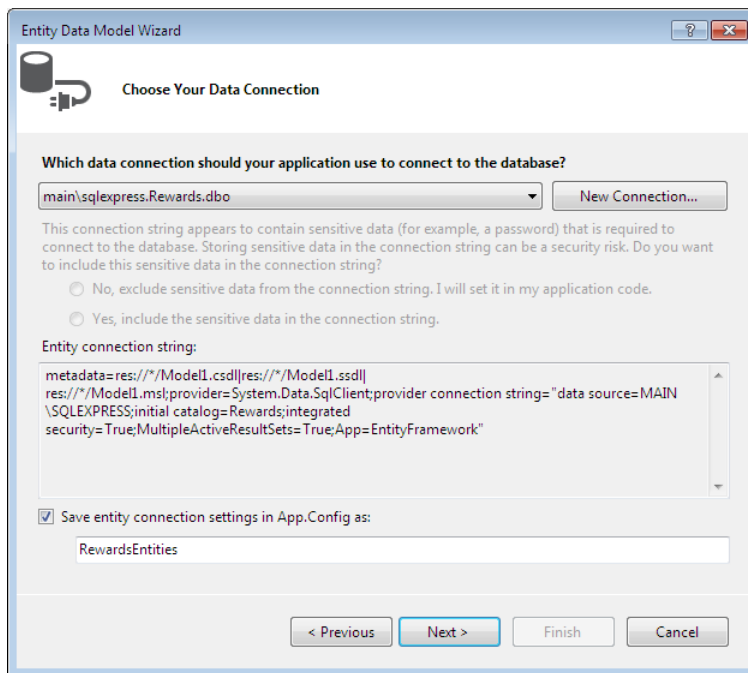 Entity Data Model Wizard
?
Choose Your Data Connection
Which data connection should your application use to connect to the database?
main\sqlexpress.Rewards.dbo
New Connection...
This connection string appears to contain sensitive data (for example, a password) that is required to
connect to the database. Storing sensitive data in the connection string can be a security risk. Do you want
to include this sensitive data in the connection string?
No, exclude sensitive data from the connection string. I will set it in my application code.
Yes, include the sensitive data in the connection string.
Entity connection string:
metadata=res://*/Model1.csdl|res://*/Model1.ssdl|
res://*/Model1.msl;provider=System.Data.SqlClient;provider connection string="data source=MAIN
\SQLEXPRESS;initial catalog=Rewards;integrated
security=True;MultipleActiveResultSets=True;App=EntityFramework"
Save entity connection settings in App.Config as:
RewardsEntities
< Previous
Next >
Finish
Cancel